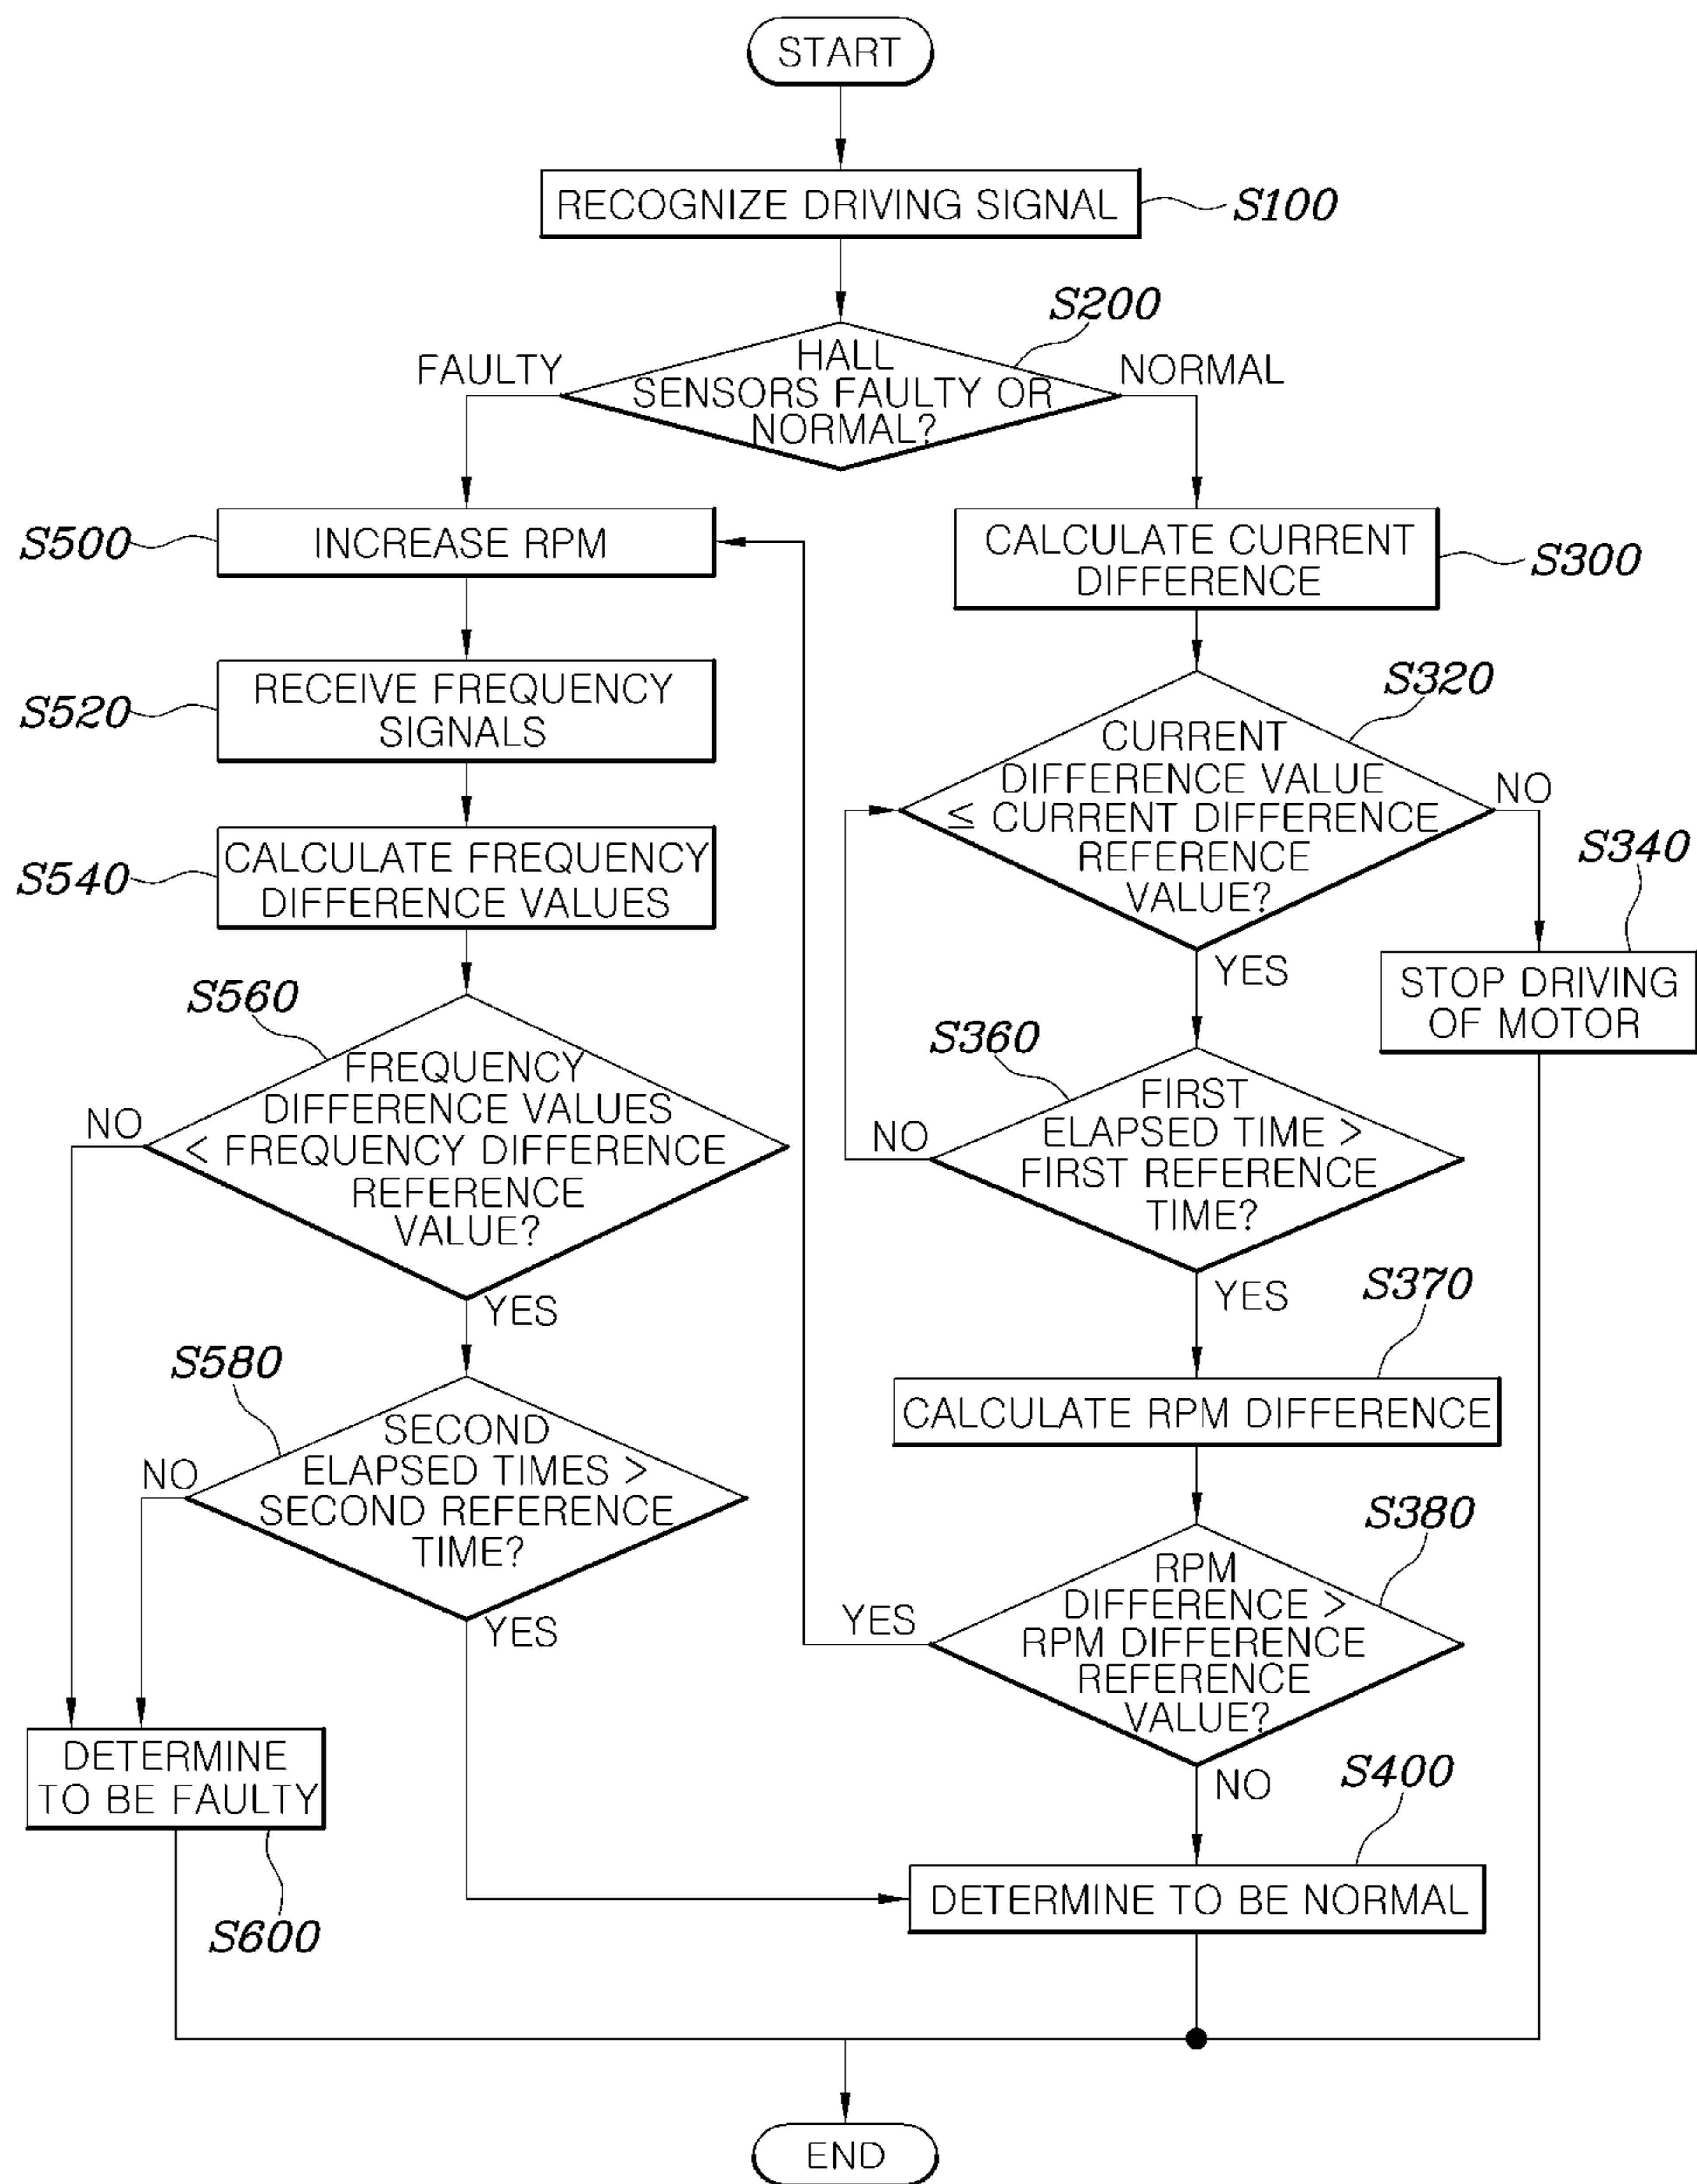 START
RECOGNIZE DRIVING SIGNAL
S100
S200
HALL
SENSORS FAULTY OR
NORMAL?
FAULTY
NORMAL
S500
INCREASE RPM
CALCULATE CURRENT
DIFFERENCE
S300
S520
RECEIVE FREQUENCY
SIGNALS
S320
CURRENT
DIFFERENCE VALUE
≤ CURRENT DIFFERENCE
REFERENCE
VALUE?
NO
YES
S340
STOP DRIVING
OF MOTOR
S540
CALCULATE FREQUENCY
DIFFERENCE VALUES
S560
FREQUENCY
DIFFERENCE VALUES
< FREQUENCY DIFFERENCE
REFERENCE
VALUE?
NO
YES
S360
FIRST
ELAPSED TIME >
FIRST REFERENCE
TIME?
NO
YES
S370
CALCULATE RPM DIFFERENCE
S580
SECOND
ELAPSED TIMES >
SECOND REFERENCE
TIME?
NO
YES
S380
RPM
DIFFERENCE >
RPM DIFFERENCE
REFERENCE
VALUE?
YES
NO
DETERMINE
TO BE FAULTY
S600
S400
DETERMINE TO BE NORMAL
END